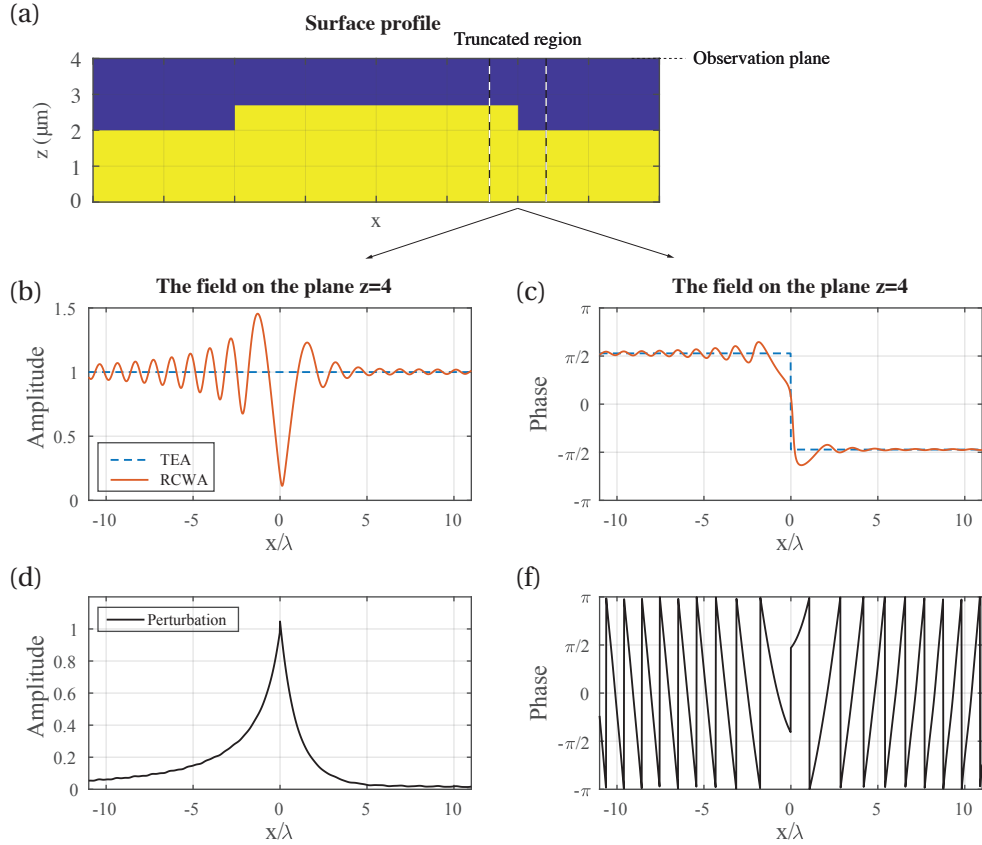 (a)
Surface profile
Truncated region
Observation plane
4
3
2
1
0
z (μm)
x
(b)
The field on the plane z=4
1.5
1
0.5
0
Amplitude
TEA
RCWA
-10
-5
0
5
10
x/λ
(c)
The field on the plane z=4
π
π/2
0
-π/2
-π
Phase
-10
-5
0
5
10
x/λ
(d)
1
0.8
0.6
0.4
0.2
0
Amplitude
Perturbation
-10
-5
0
5
10
x/λ
(f)
π
π/2
0
-π/2
-π
Phase
-10
-5
0
5
10
x/λ